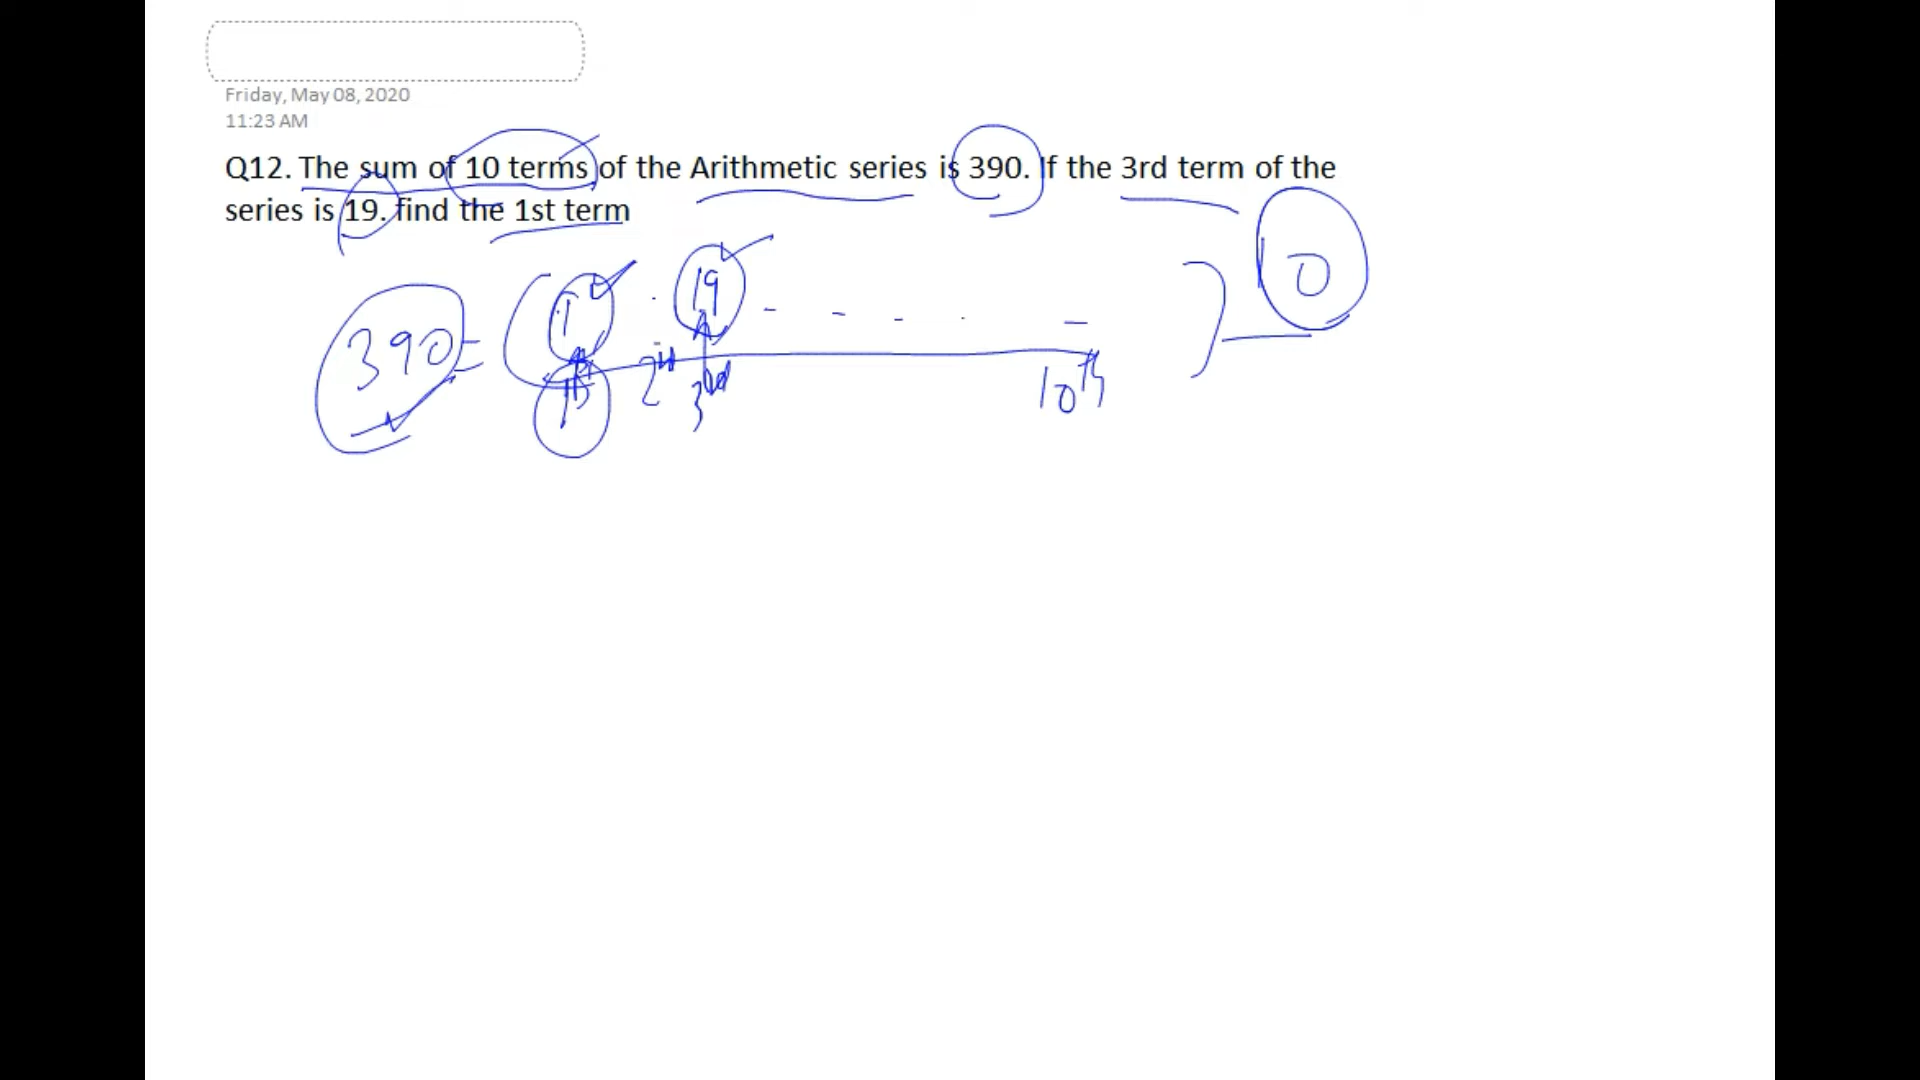 Friday, May 08, 2020
11:23 AM
Q12. The sum of 10 terms of the Arithmetic series is 390. If the 3rd term of the
series is 19. find the 1st term
390 = ( 1 . 19 - - - . - ) 10
1st 2nd 3rd 10th